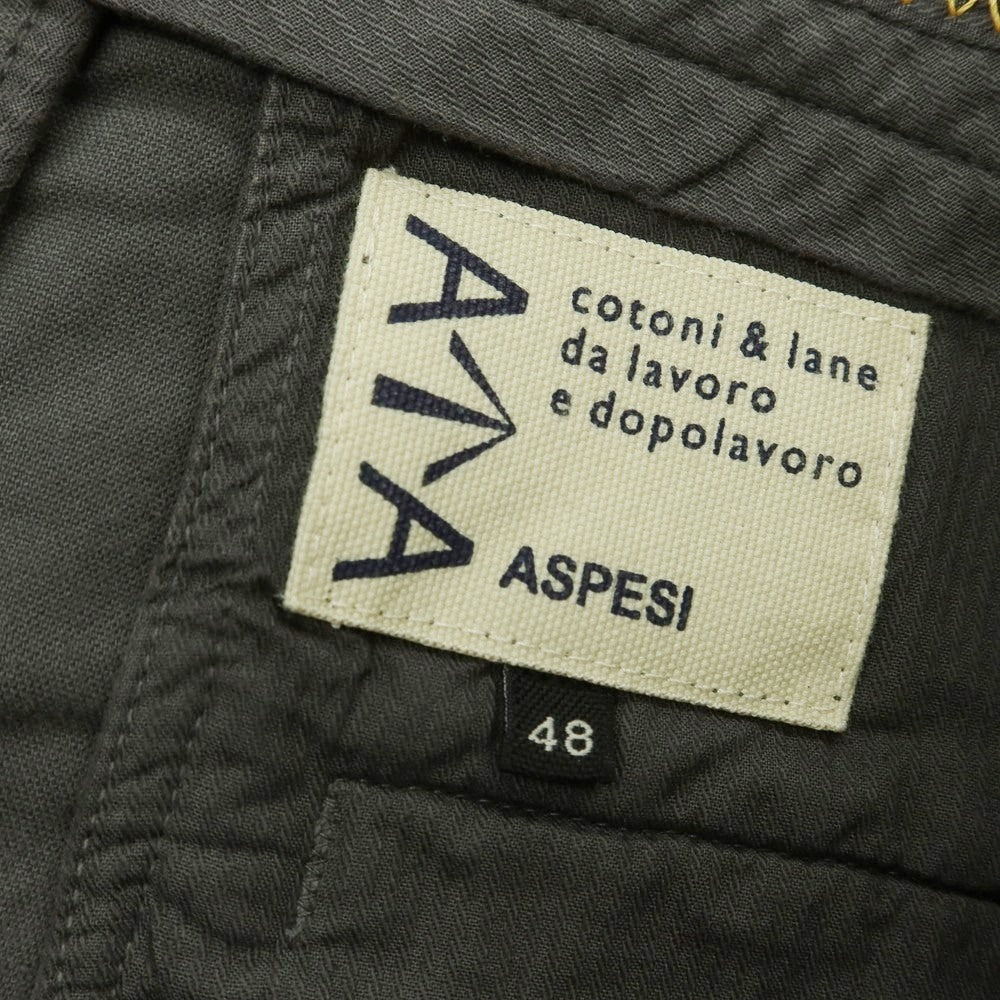 cotoni & lane
da lavoro
e dopolavoro
ASPESI
48